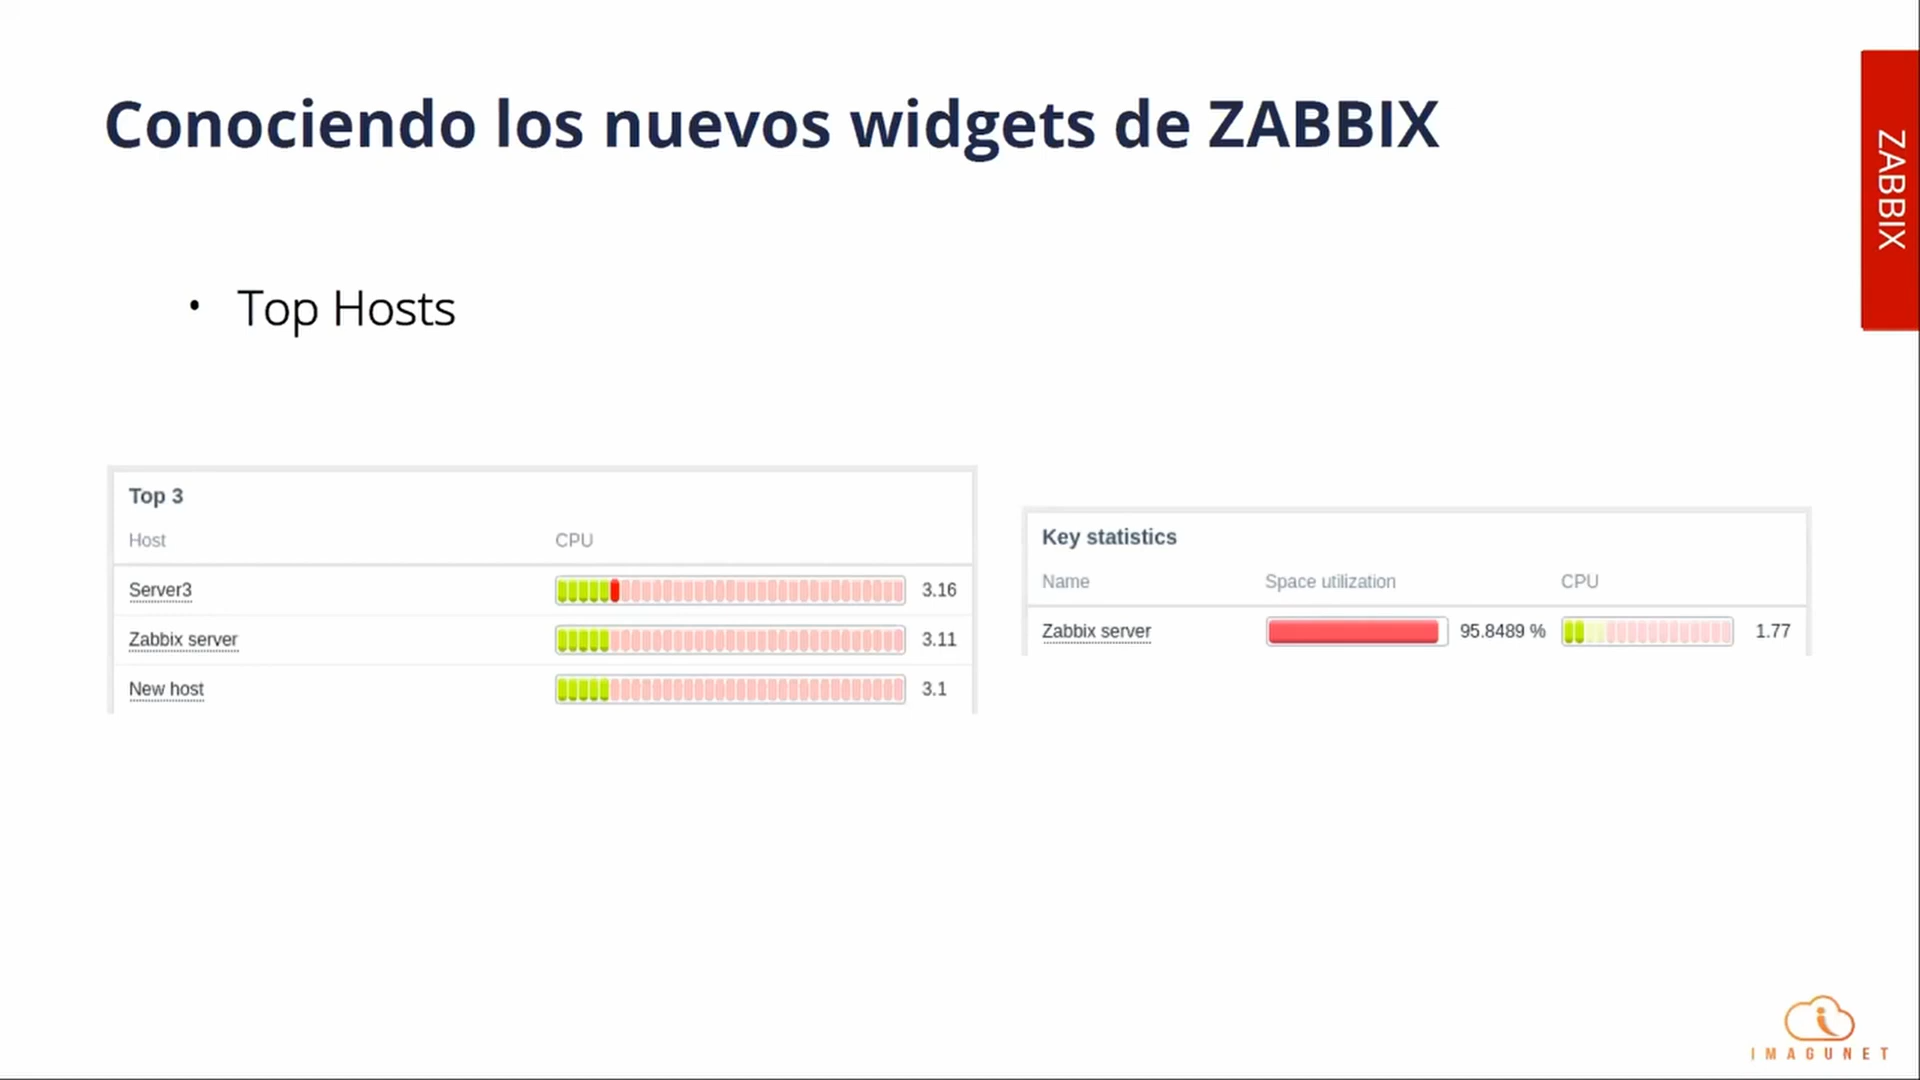 Conociendo los nuevos widgets de ZABBIX
ZABBIX
• Top Hosts
Top 3
Host CPU
Server3 3.16
Zabbix server 3.11
New host 3.1
Key statistics
Name Space utilization CPU
Zabbix server 95.8489 % 1.77
IMAGUNET